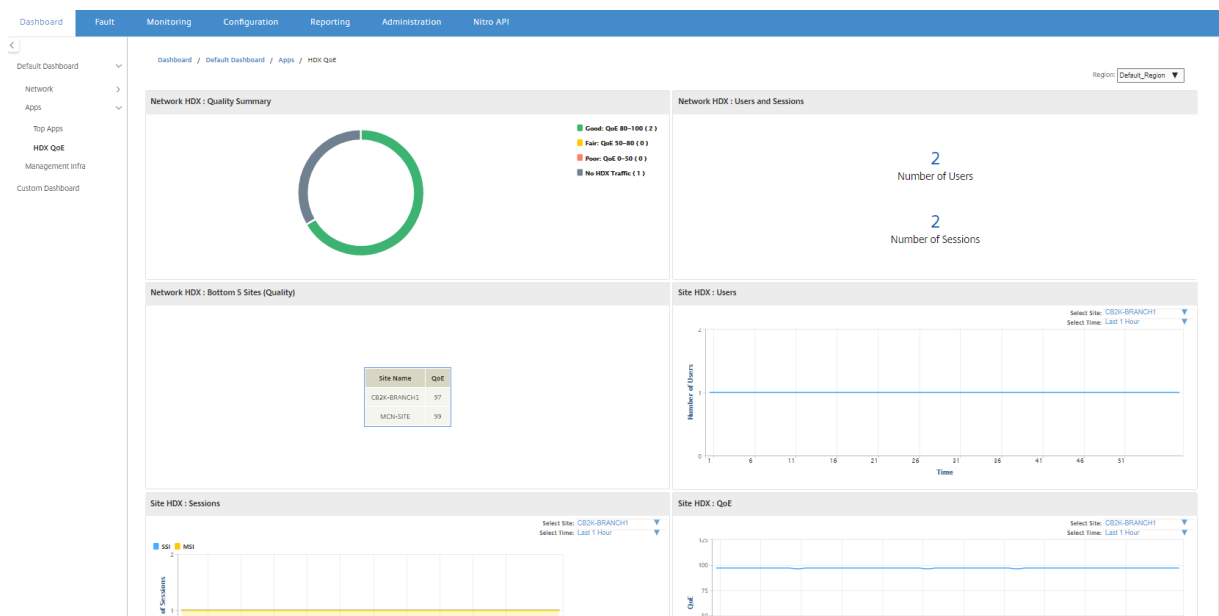 Dashboard Fault Monitoring Configuration Reporting Administration Nitro API
Default Dashboard
Network
Apps
Top Apps
HDX QoE
Management Infra
Custom Dashboard
Dashboard / Default Dashboard / Apps / HDX QoE
Region: Default_Region
Network HDX : Quality Summary
Good: QoE 80-100 ( 2 )
Fair: QoE 50-80 ( 0 )
Poor: QoE 0-50 ( 0 )
No HDX Traffic ( 1 )
Network HDX : Users and Sessions
2
Number of Users
2
Number of Sessions
Network HDX : Bottom 5 Sites (Quality)
Site Name QoE
CB2K-BRANCH1 97
MCN-SITE 99
Site HDX : Users
Select Site: CB2K-BRANCH1
Select Time: Last 1 Hour
2
1
0
Number of Users
1 6 11 16 21 26 31 36 41 46 51
Time
Site HDX : Sessions
Select Site: CB2K-BRANCH1
Select Time: Last 1 Hour
SSI MSI
2
1
of Sessions
Site HDX : QoE
Select Site: CB2K-BRANCH1
Select Time: Last 1 Hour
125
100
75
QoE